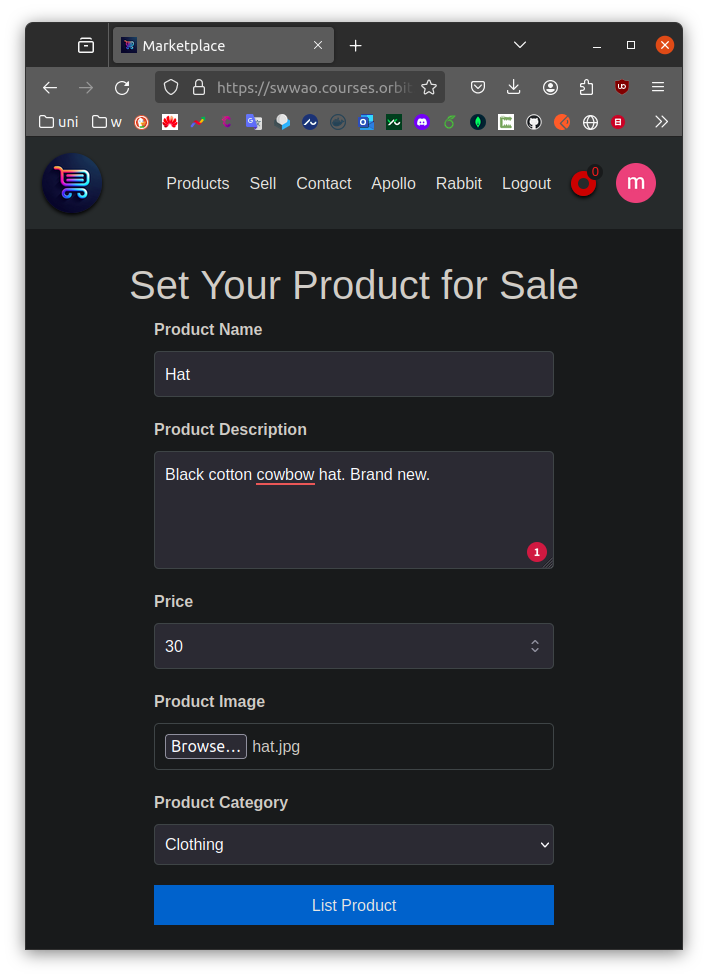 Marketplace
https://swwao.courses.orbit
UD
uni
w
Products Sell Contact Apollo Rabbit Logout 0 m
Set Your Product for Sale
Product Name
Hat
Product Description
Black cotton cowbow hat. Brand new.
1
Price
30
Product Image
Browse... hat.jpg
Product Category
Clothing
List Product